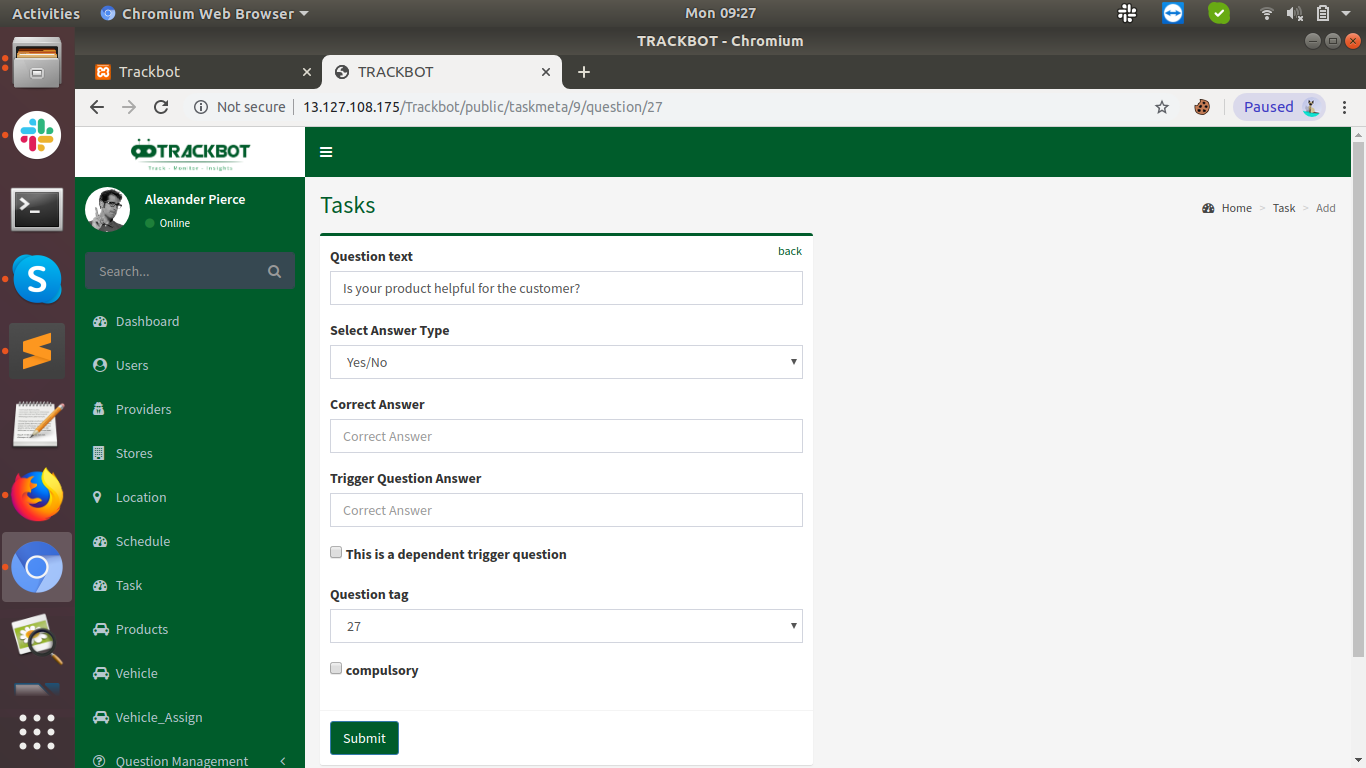 Activities Chromium Web Browser Mon 09:27
TRACKBOT - Chromium
Trackbot TRACKBOT
Not secure 13.127.108.175/Trackbot/public/taskmeta/9/question/27 Paused
TRACKBOT
Track - Monitor - Insights
Alexander Pierce
Online
Search...
Dashboard
Users
Providers
Stores
Location
Schedule
Task
Products
Vehicle
Vehicle_Assign
Question Management
Tasks
Home > Task > Add
back
Question text
Is your product helpful for the customer?
Select Answer Type
Yes/No
Correct Answer
Correct Answer
Trigger Question Answer
Correct Answer
This is a dependent trigger question
Question tag
27
compulsory
Submit